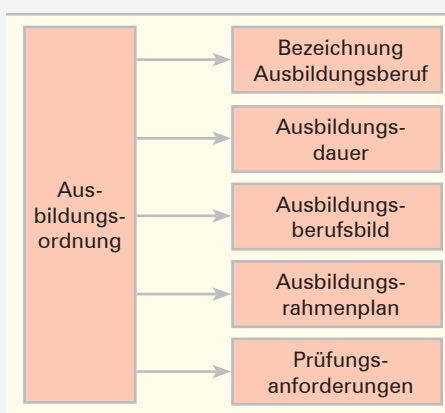 Aus-
bildungs-
ordnung
Bezeichnung
Ausbildungsberuf
Ausbildungs-
dauer
Ausbildungs-
berufsbild
Ausbildungs-
rahmenplan
Prüfungs-
anforderungen